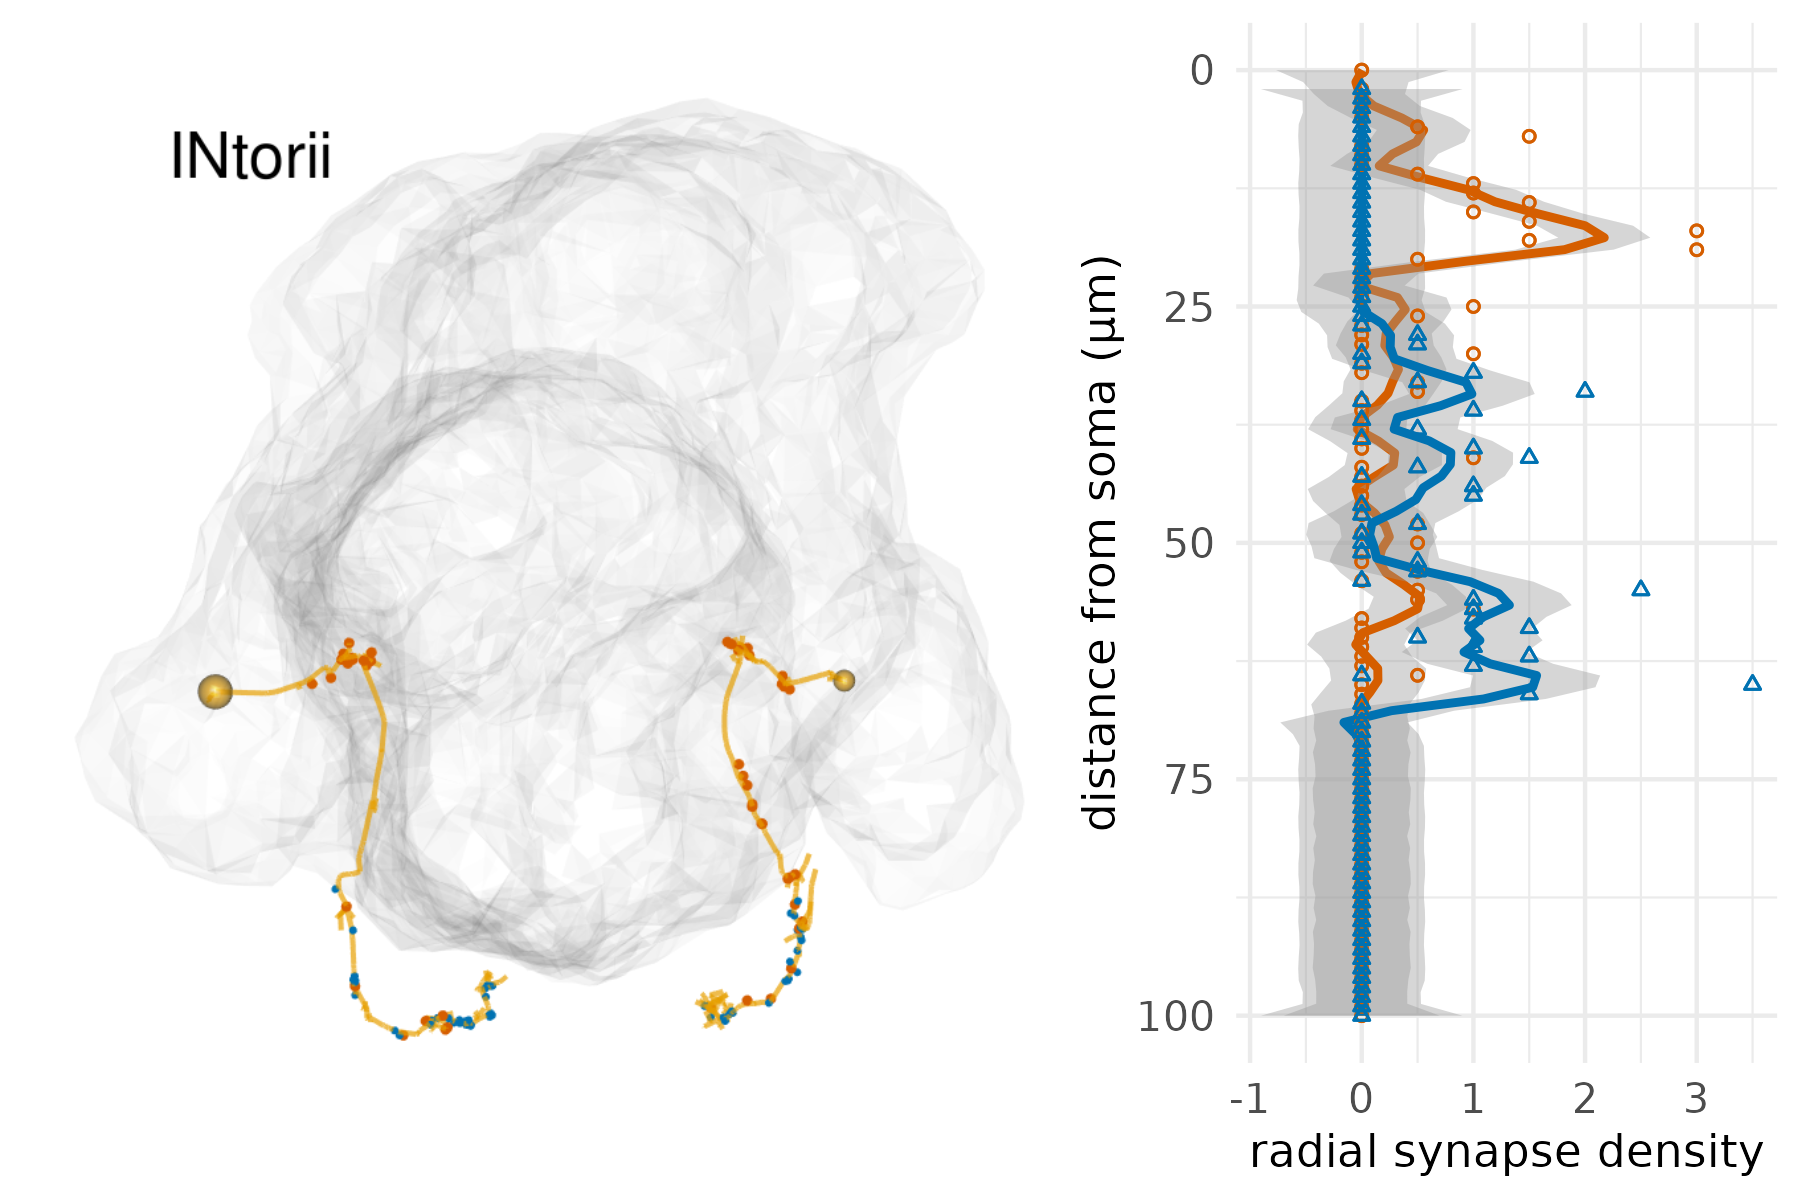 INtorii
0
25
50
75
100
distance from soma (µm)
-1 0 1 2 3
radial synapse density